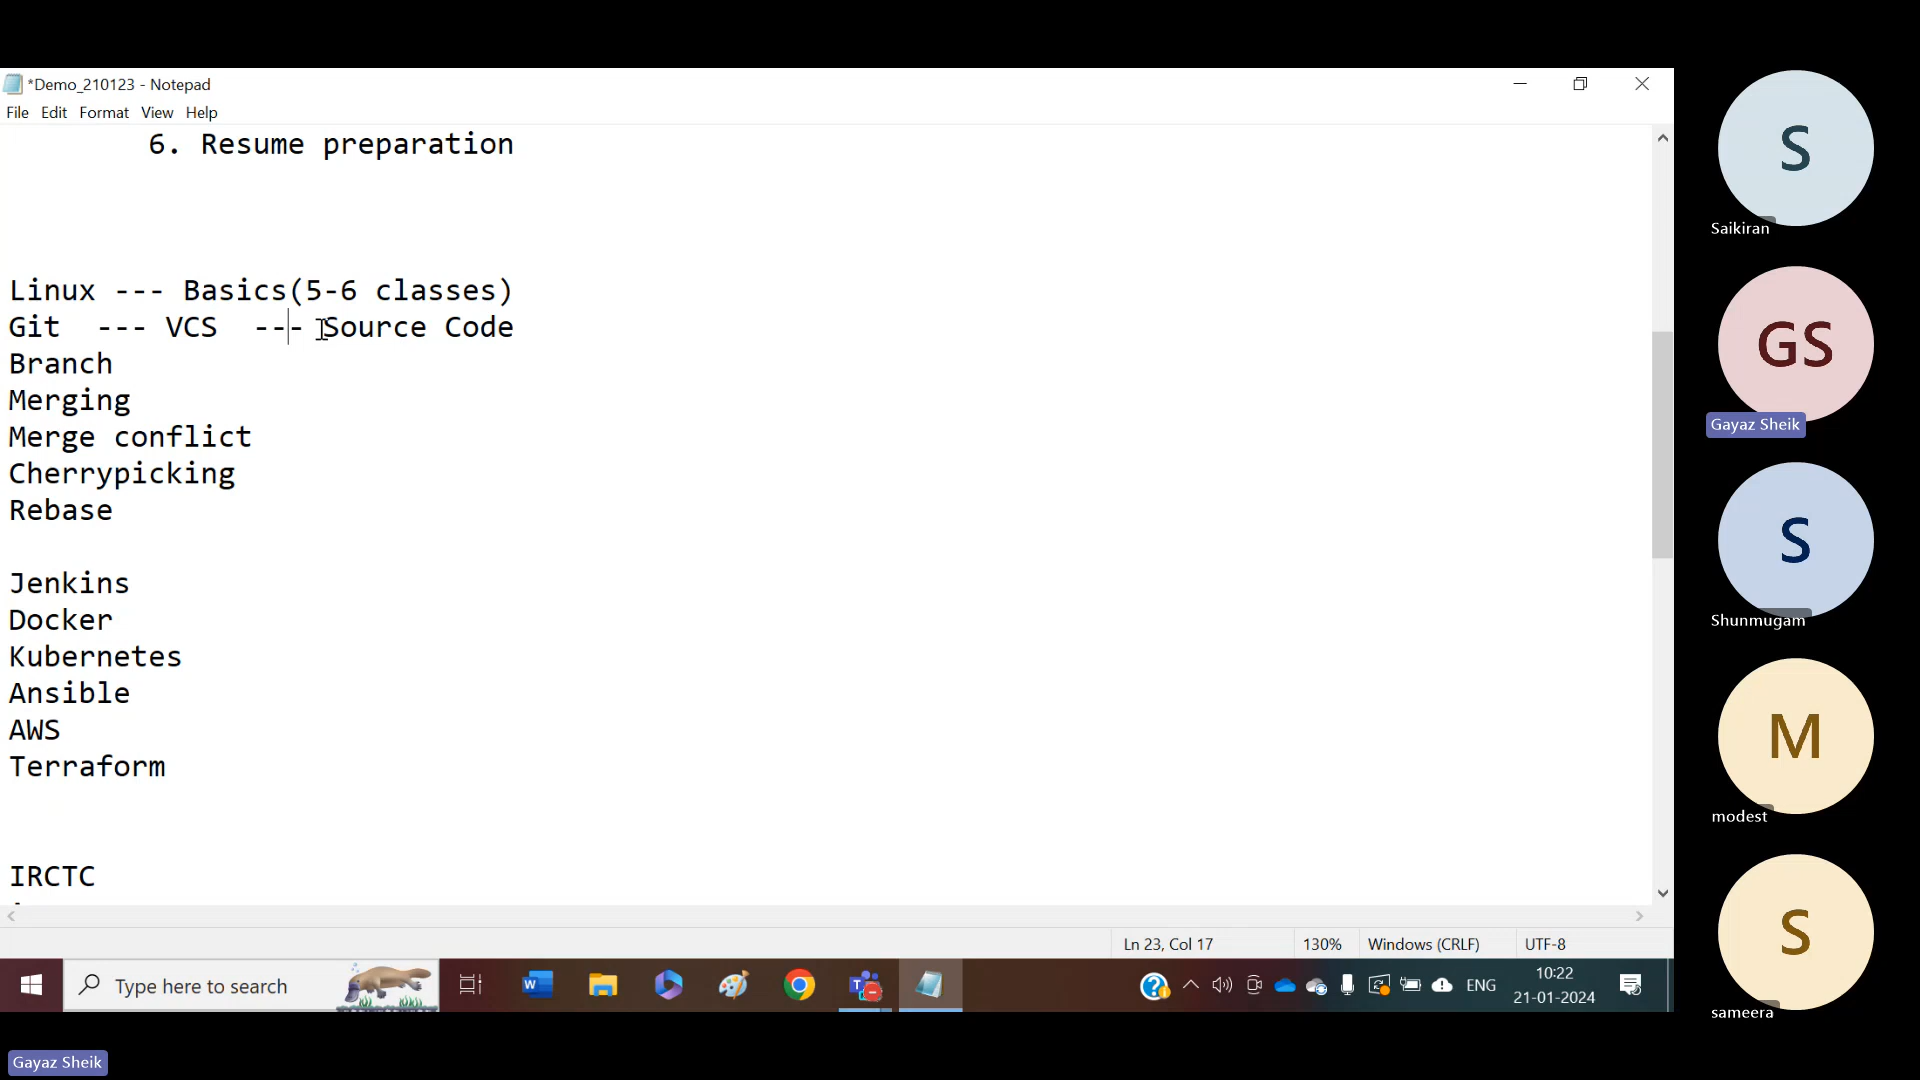 *Demo_210123 - Notepad
File Edit Format View Help
6. Resume preparation
Linux --- Basics(5-6 classes)
Git --- VCS --- Source Code
Branch
Merging
Merge conflict
Cherrypicking
Rebase
Jenkins
Docker
Kubernetes
Ansible
AWS
Terraform
IRCTC
Ln 23, Col 17
130%
Windows (CRLF)
UTF-8
Type here to search
ENG
10:22
21-01-2024
S
Saikiran
GS
Gayaz Sheik
S
Shunmugam
M
modest
S
sameera
Gayaz Sheik